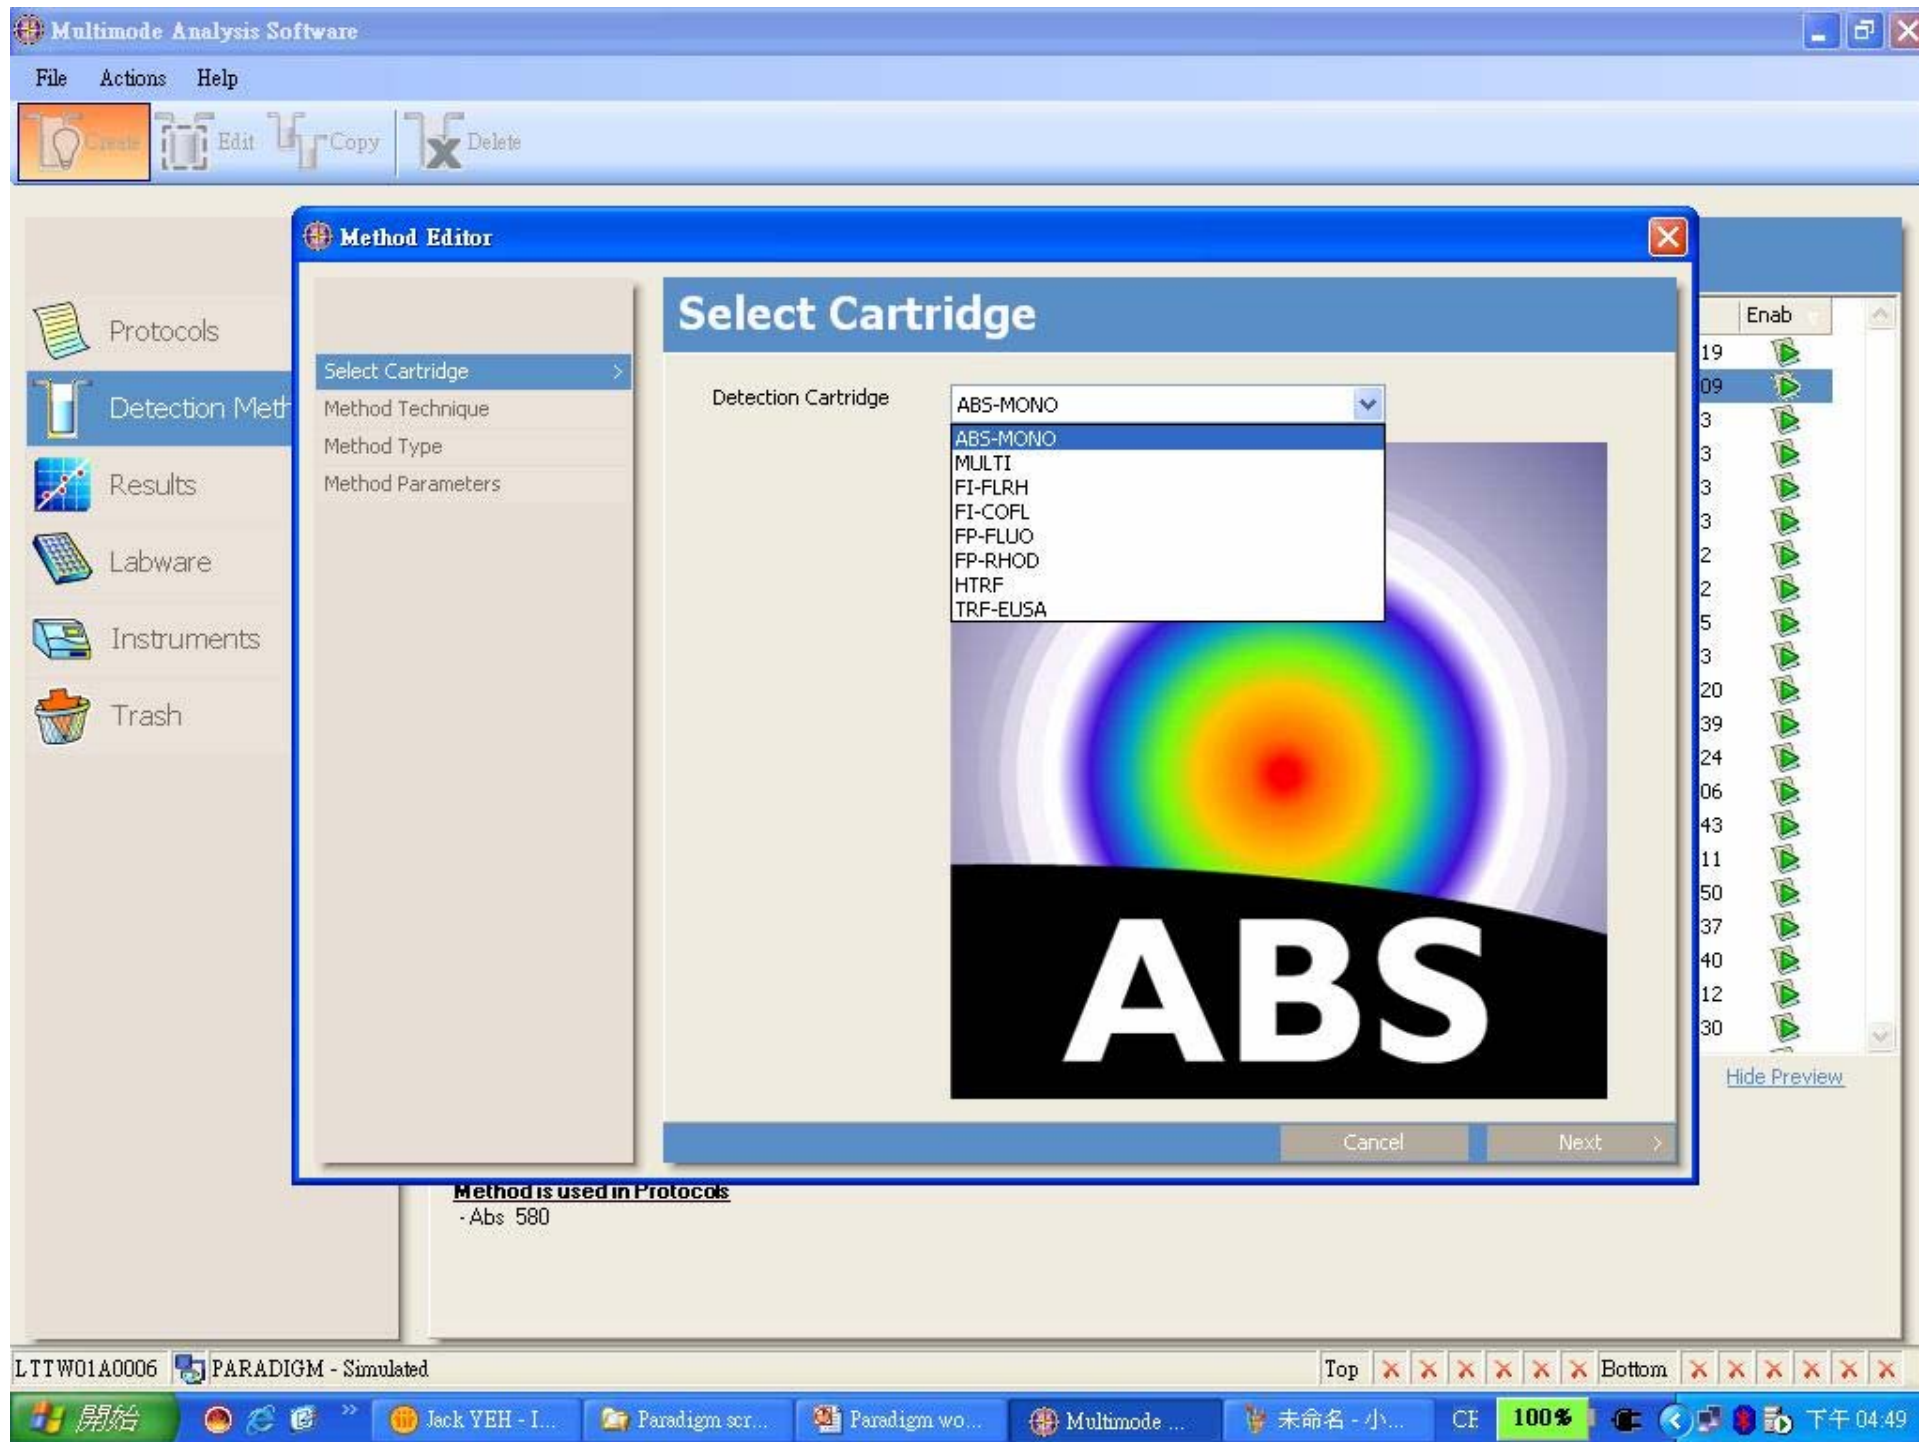 Multimode Analysis Software
File Actions Help
Create Edit Copy Delete
Method Editor
Protocols
Detection Meth
Results
Labware
Instruments
Trash
Select Cartridge >
Method Technique
Method Type
Method Parameters
Select Cartridge
Detection Cartridge ABS-MONO
ABS-MONO
MULTI
FI-FLRH
FI-COFL
FP-FLUO
FP-RHOD
HTRF
TRF-EUSA
ABS
Cancel Next >
Enab
19
09
3
3
3
3
2
2
5
3
20
39
24
06
43
11
50
37
40
12
30
Hide Preview
Method is used in Protocols
- Abs 580
LTTW01A0006 PARADIGM - Simulated Top Bottom
開始 » Jack YEH - I... Paradigm scr... Paradigm wo... Multimode ... 未命名 - 小... 100% 下午 04:49